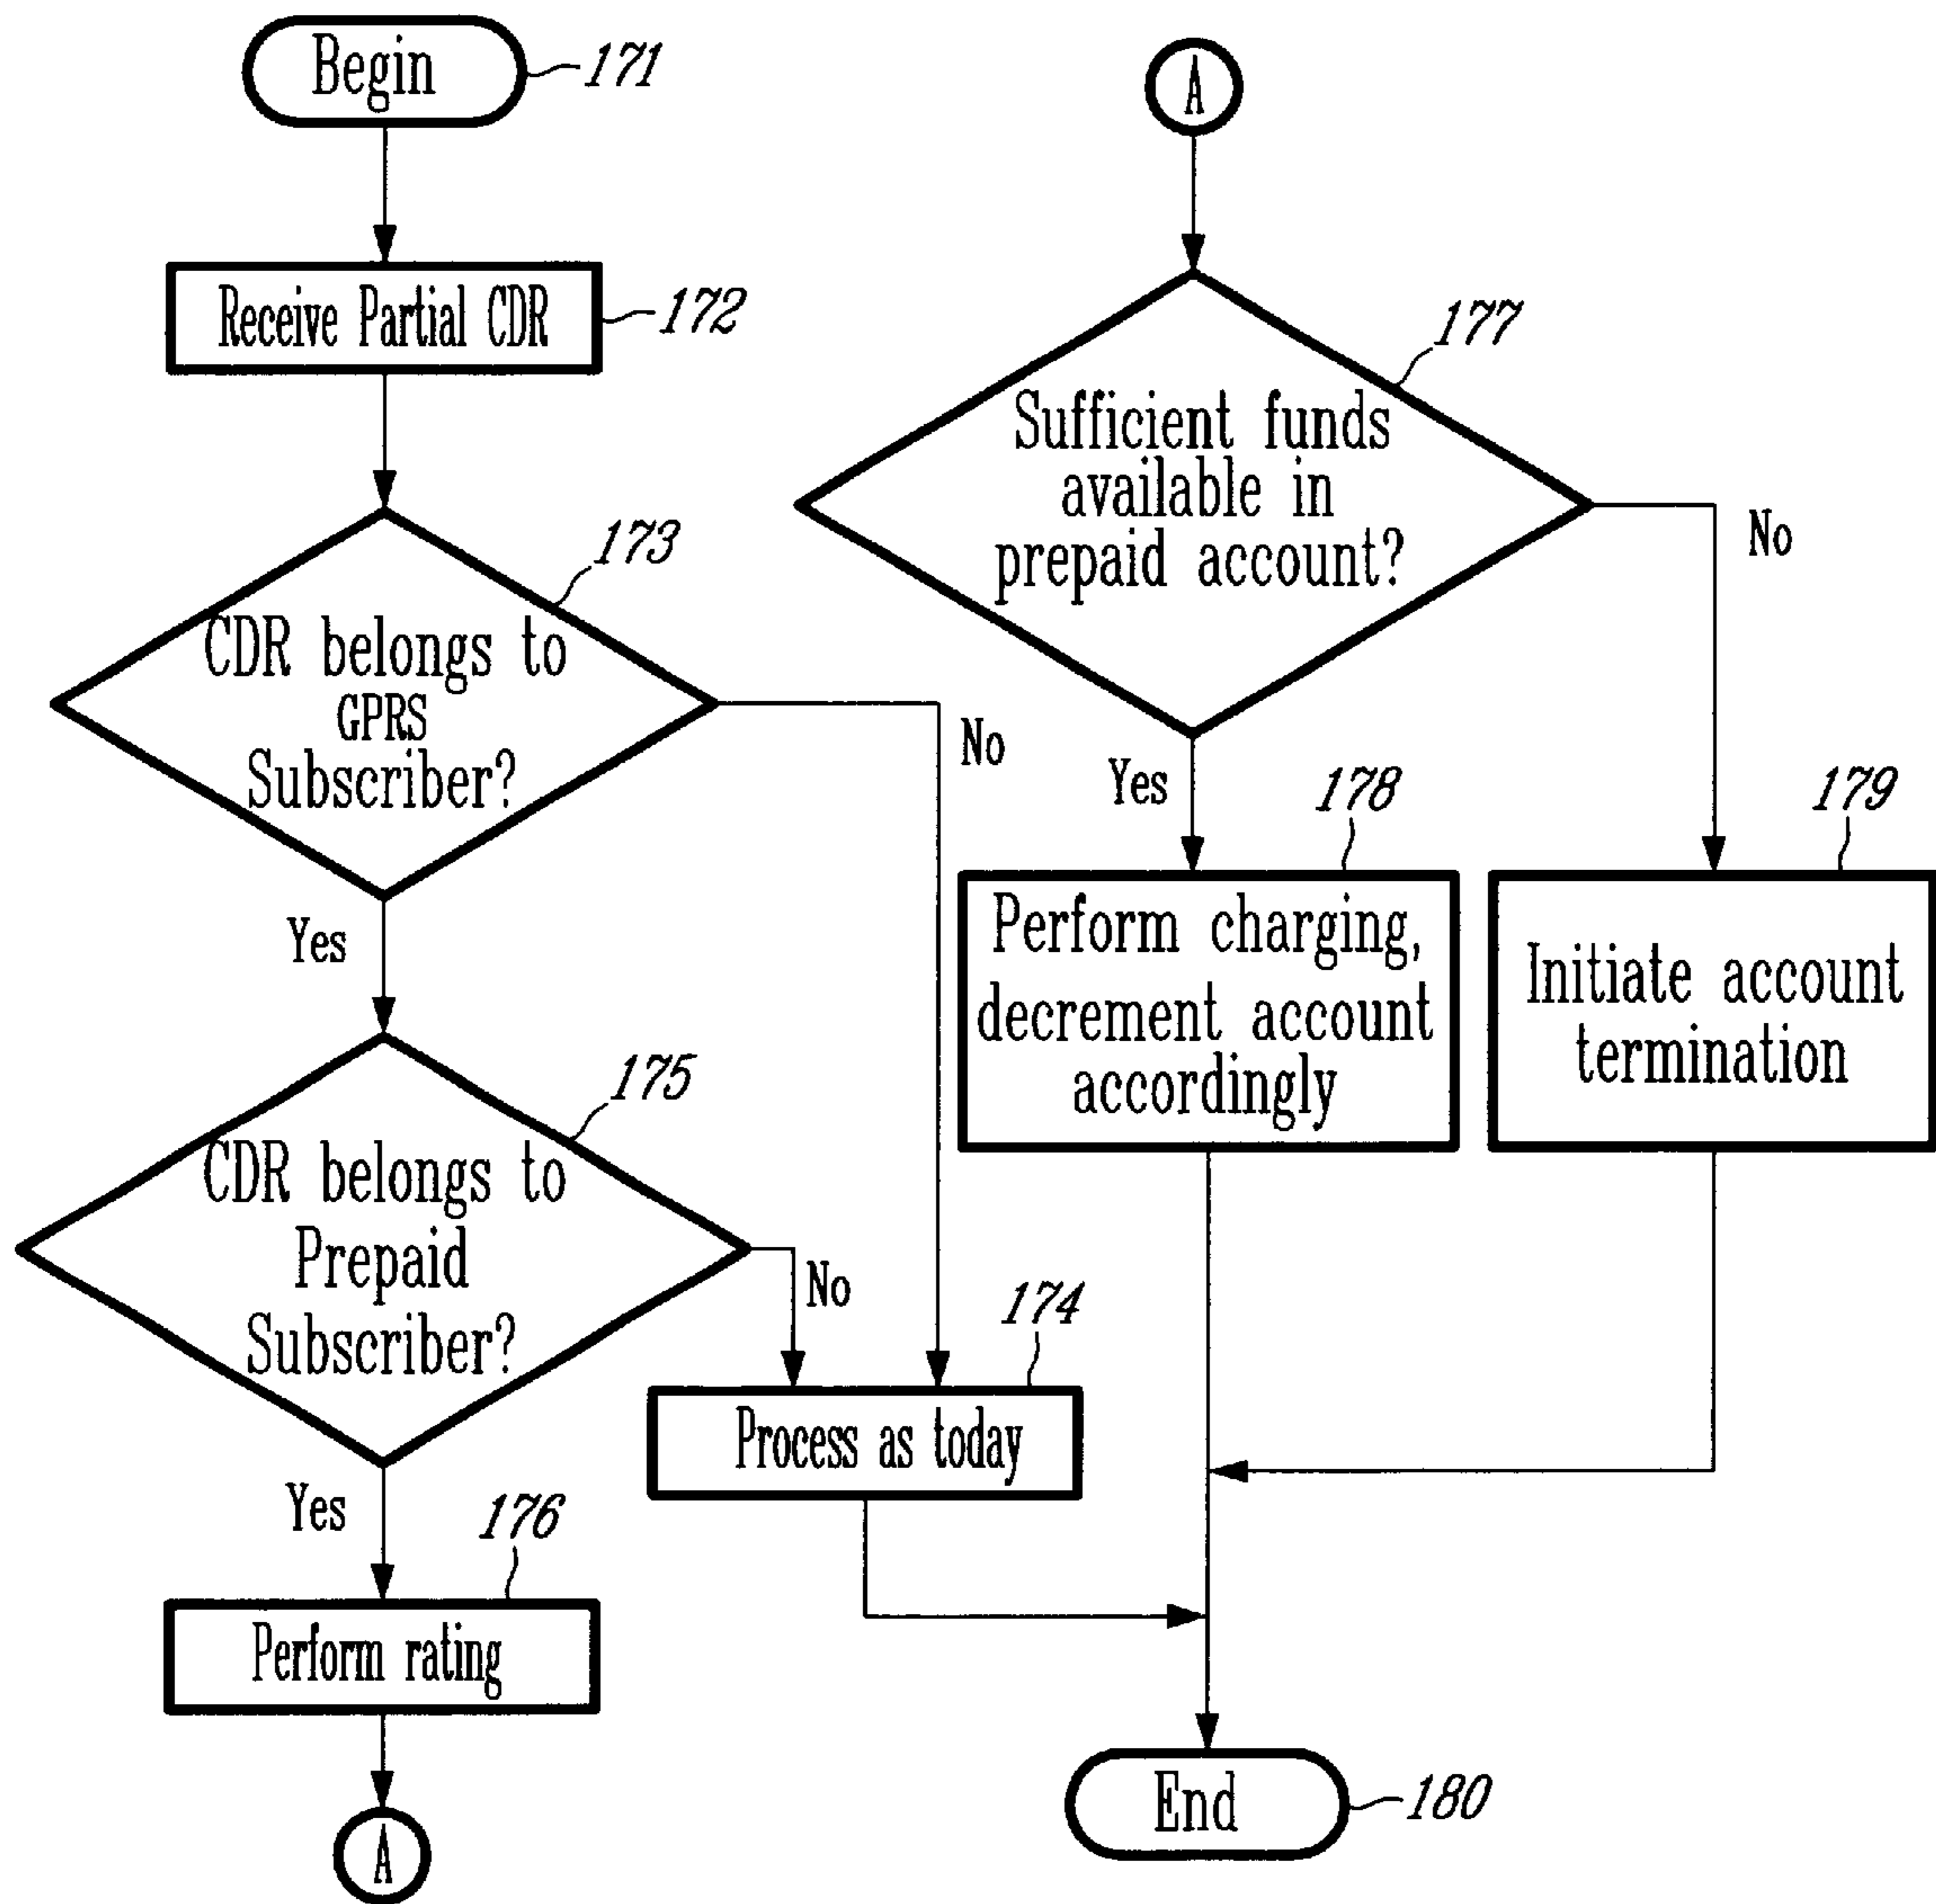 Begin
171
Receive Partial CDR
172
173
CDR belongs to
GPRS
Subscriber?
No
Yes
175
CDR belongs to
Prepaid
Subscriber?
No
Yes
174
Process as today
176
Perform rating
A
A
177
Sufficient funds
available in
prepaid account?
No
Yes
178
Perform charging,
decrement account
accordingly
179
Initiate account
termination
End
180